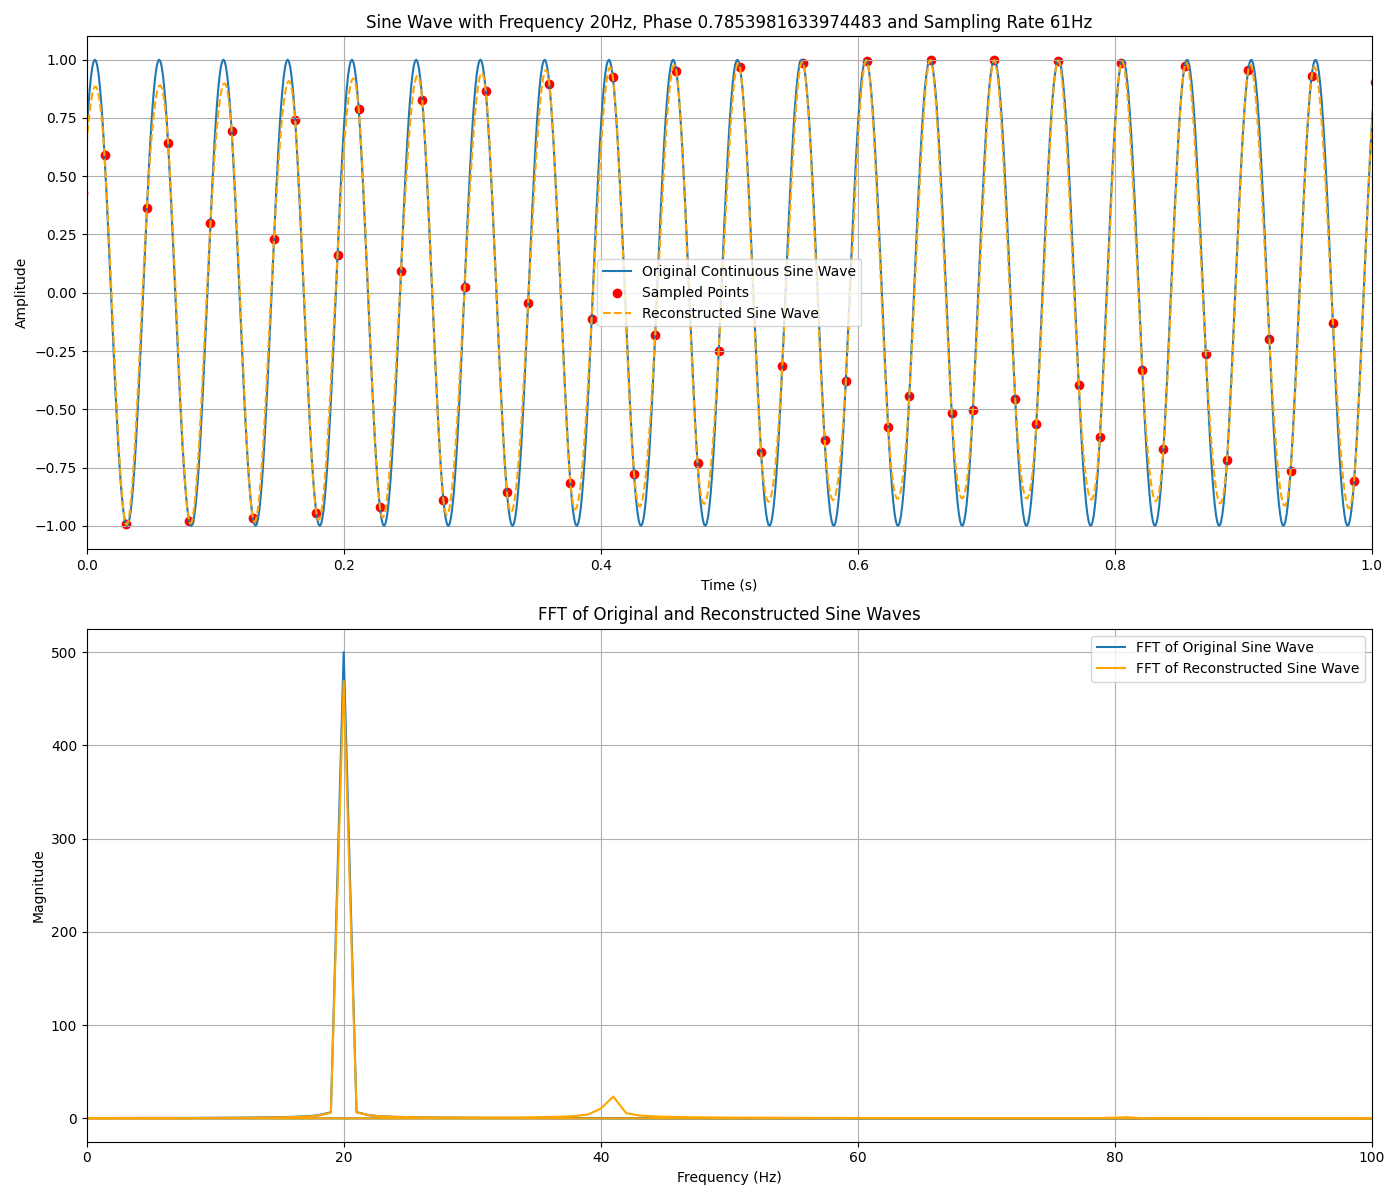 Sine Wave with Frequency 20Hz, Phase 0.7853981633974483 and Sampling Rate 61Hz
1.00
0.75
0.50
0.25
0.00
−0.25
−0.50
−0.75
−1.00
Amplitude
Original Continuous Sine Wave
Sampled Points
Reconstructed Sine Wave
0.0 0.2 0.4 0.6 0.8 1.0
Time (s)
FFT of Original and Reconstructed Sine Waves
500
400
300
200
100
0
Magnitude
FFT of Original Sine Wave
FFT of Reconstructed Sine Wave
0 20 40 60 80 100
Frequency (Hz)